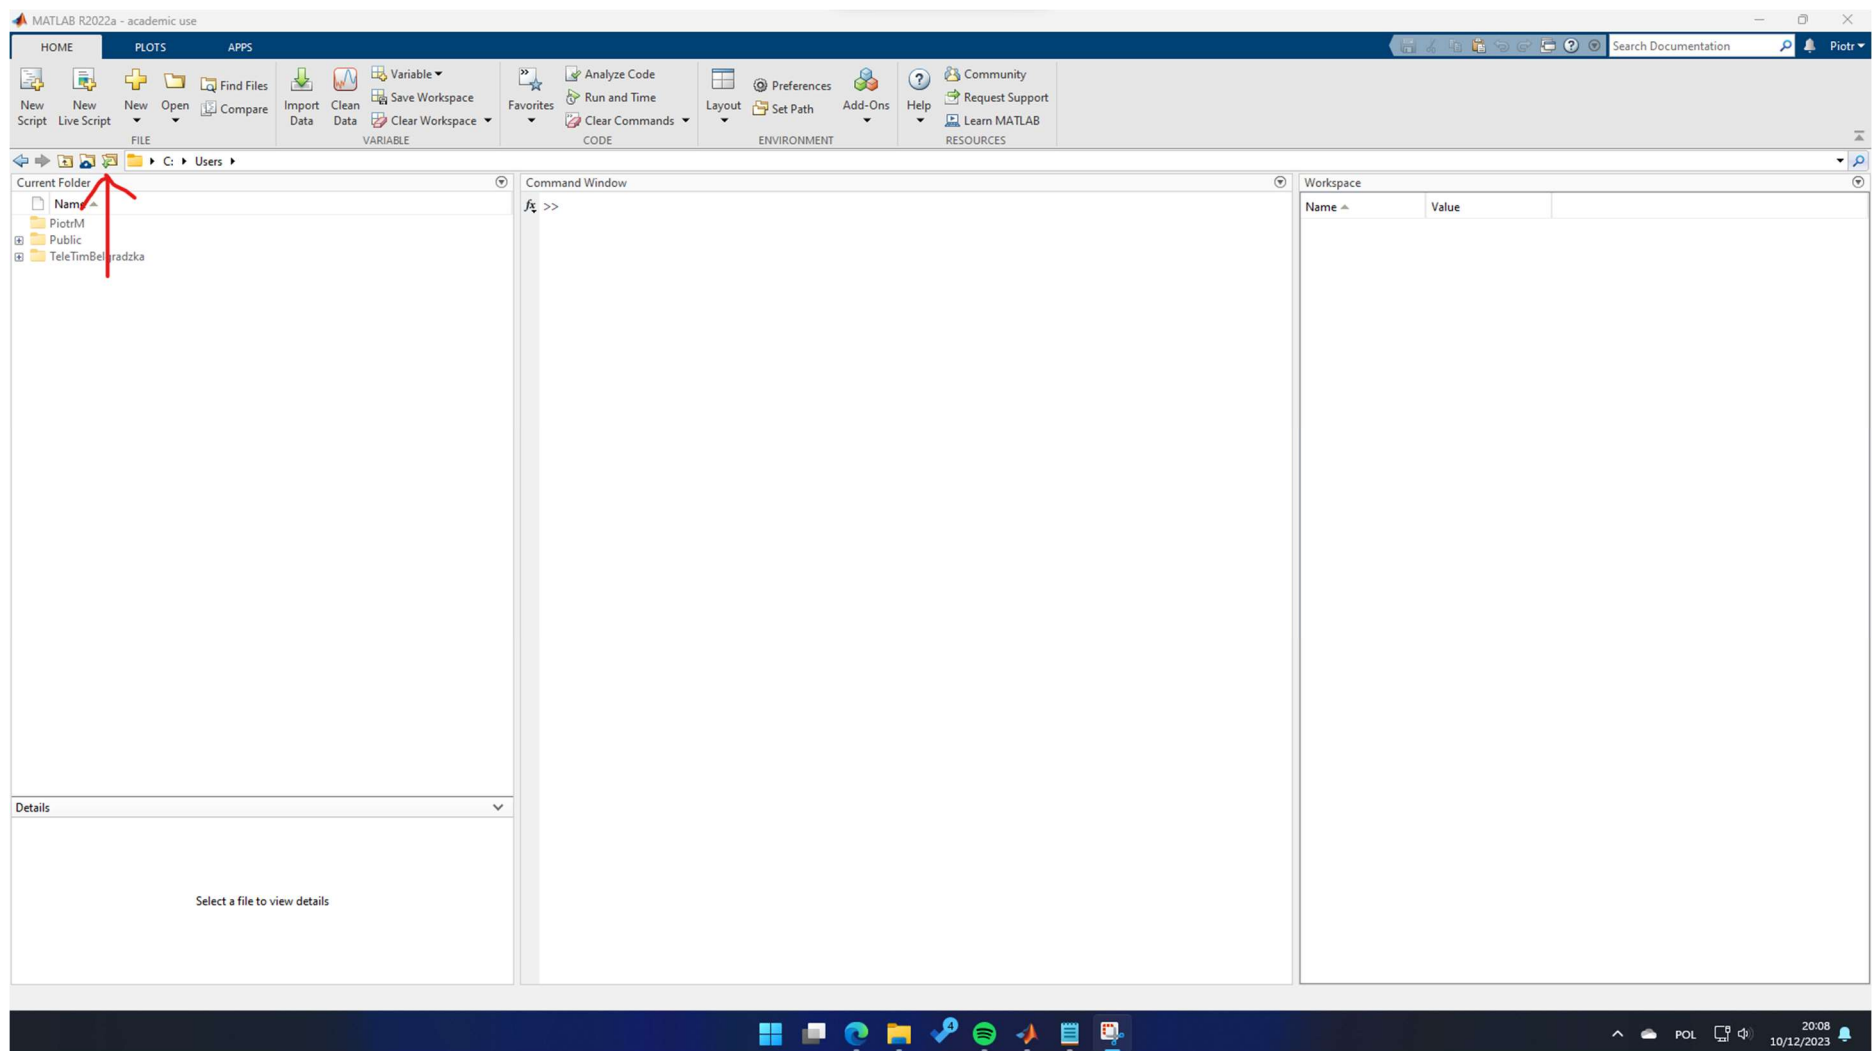 MATLAB R2022a - academic use
HOME PLOTS APPS
Search Documentation
Piotr
New Script
New Live Script
New
Open
Find Files
Compare
FILE
Import Data
Clean Data
Variable
Save Workspace
Clear Workspace
VARIABLE
Favorites
Analyze Code
Run and Time
Clear Commands
CODE
Layout
Preferences
Set Path
Add-Ons
ENVIRONMENT
Help
Community
Request Support
Learn MATLAB
RESOURCES
C: Users
Current Folder
Name
PiotrM
Public
TeleTimBelgradzka
Details
Select a file to view details
Command Window
fx >>
Workspace
Name Value
4
POL
20:08
10/12/2023